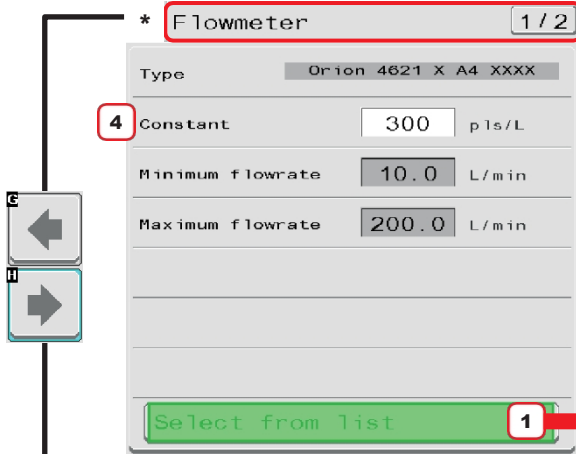 * Flowmeter 1/2
Type Orion 4621 X A4 XXXX
4 Constant 300 pls/L
Minimum flowrate 10.0 L/min
G
Maximum flowrate 200.0 L/min
H
Select from list 1